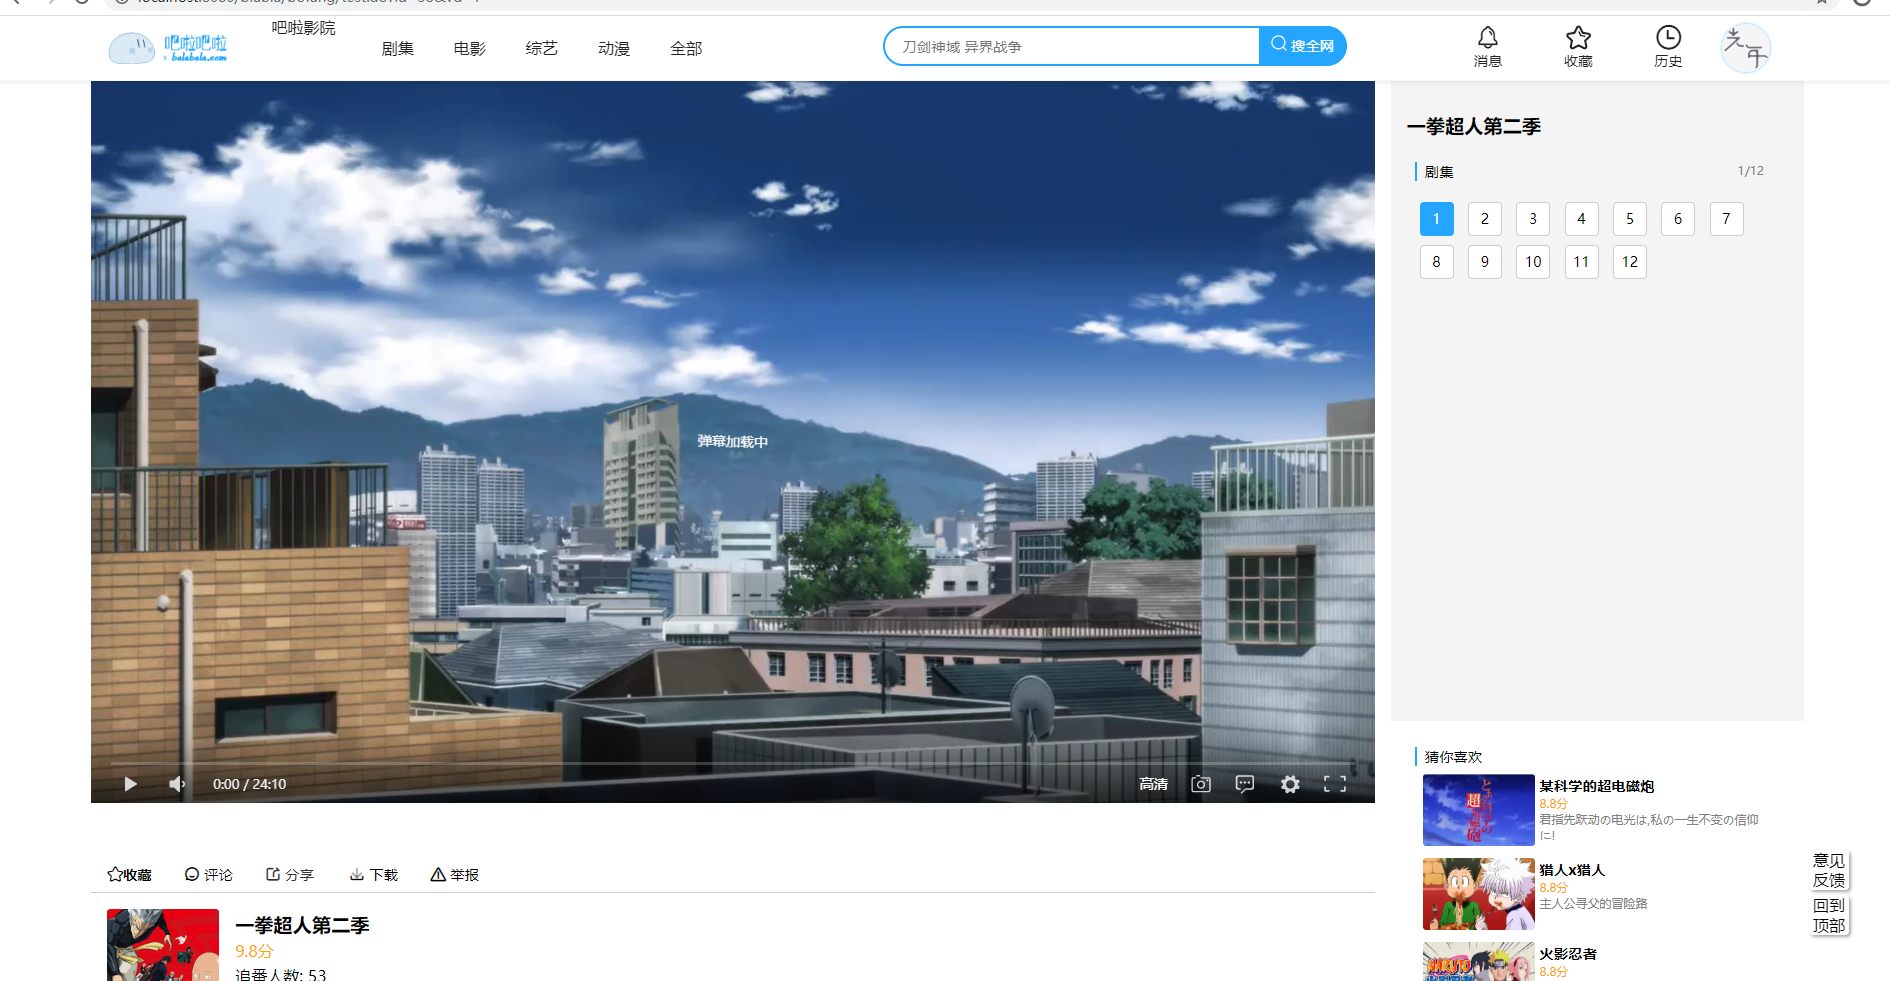 吧啦吧啦
balabala.com
吧啦影院
剧集
电影
综艺
动漫
全部
刀剑神域 异界战争
搜全网
消息
收藏
历史
一拳超人第二季
剧集
1/12
1 2 3 4 5 6 7
8 9 10 11 12
弹幕加载中
0:00 / 24:10
高清
收藏
评论
分享
下载
举报
一拳超人第二季
9.8分
追番人数: 53
猜你喜欢
某科学的超电磁炮
8.8分
君指先跃动の电光は,私の一生不变の信仰
に!
猎人x猎人
8.8分
主人公寻父的冒险路
NARUTO
火影忍者
8.8分
意见
反馈
回到
顶部